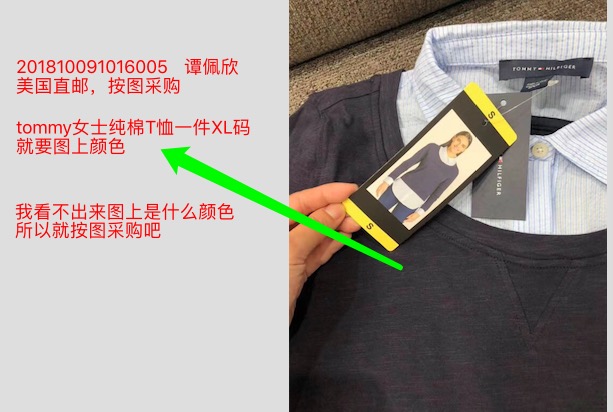 201810091016005 谭佩欣
美国直邮，按图采购
tommy女士纯棉T恤一件XL码
就要图上颜色
我看不出来图上是什么颜色
所以就按图采购吧
TOMMY HILFIGER
S
HILFIGER
S